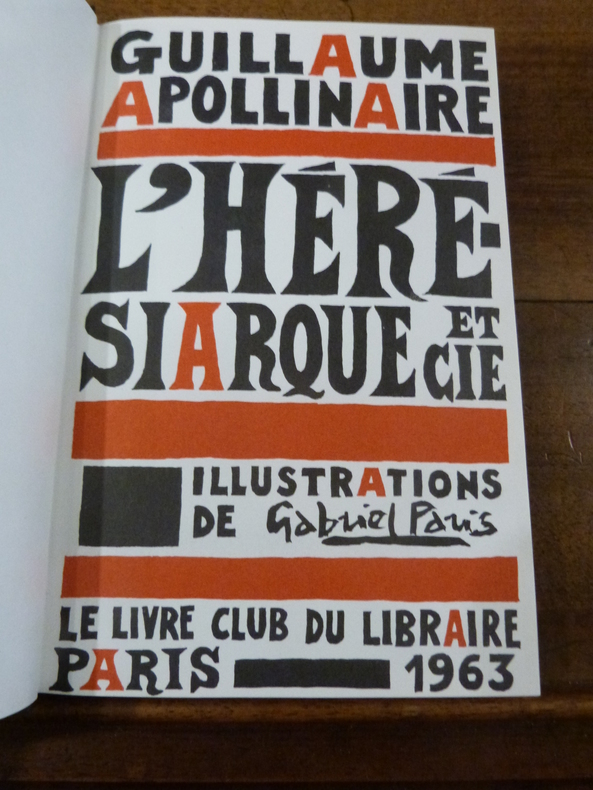 GUILLAUME
APOLLINAIRE
L'HÉRÉ-
SIARQUE ET CIE
ILLUSTRATIONS
DE Gabriel Paris
LE LIVRE CLUB DU LIBRAIRE
PARIS 1963